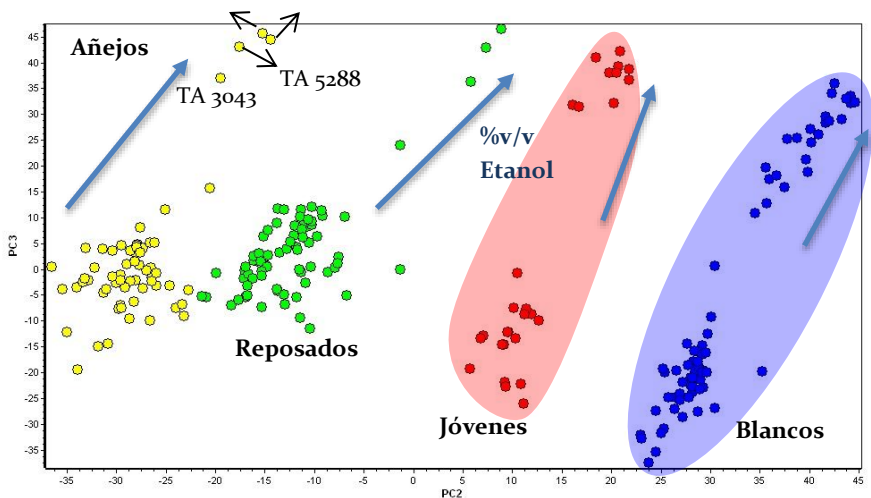 Añejos
TA 3043
TA 5288
%v/v
Etanol
Reposados
Jóvenes
Blancos
PC3
45
40
35
30
25
20
15
10
5
0
-5
-10
-15
-20
-25
-30
-35
-35 -30 -25 -20 -15 -10 -5 0 5 10 15 20 25 30 35 40 45
PC2